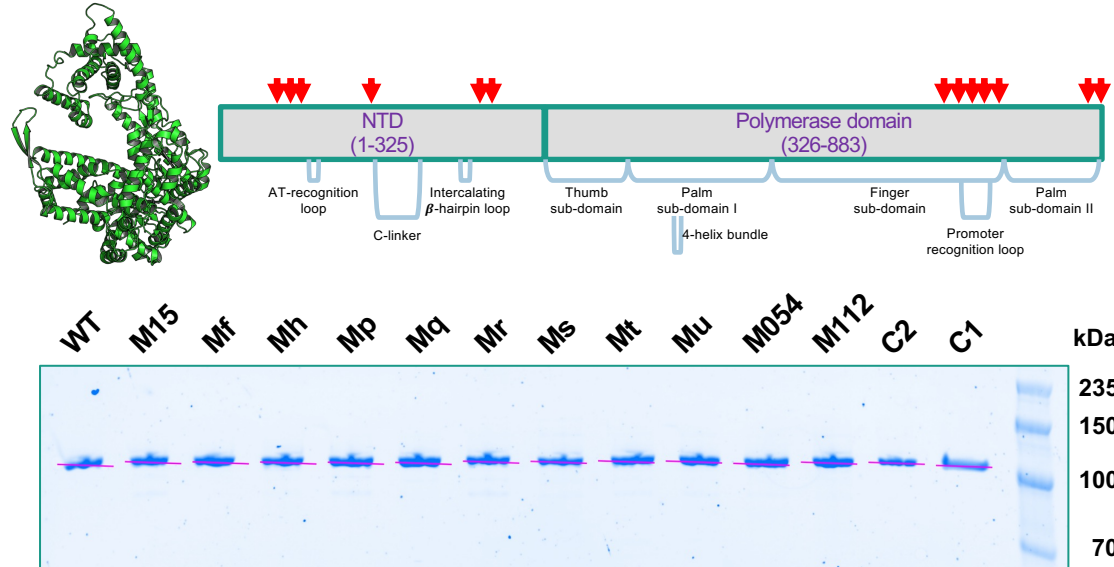 NTD
(1-325)
Polymerase domain
(326-883)
AT-recognition
loop
C-linker
Intercalating
β-hairpin loop
Thumb
sub-domain
Palm
sub-domain I
4-helix bundle
Finger
sub-domain
Promoter
recognition loop
Palm
sub-domain II
WT M15 Mf Mh Mp Mq Mr Ms Mt Mu M054 M112 C2 C1 kDa
235
150
100
70